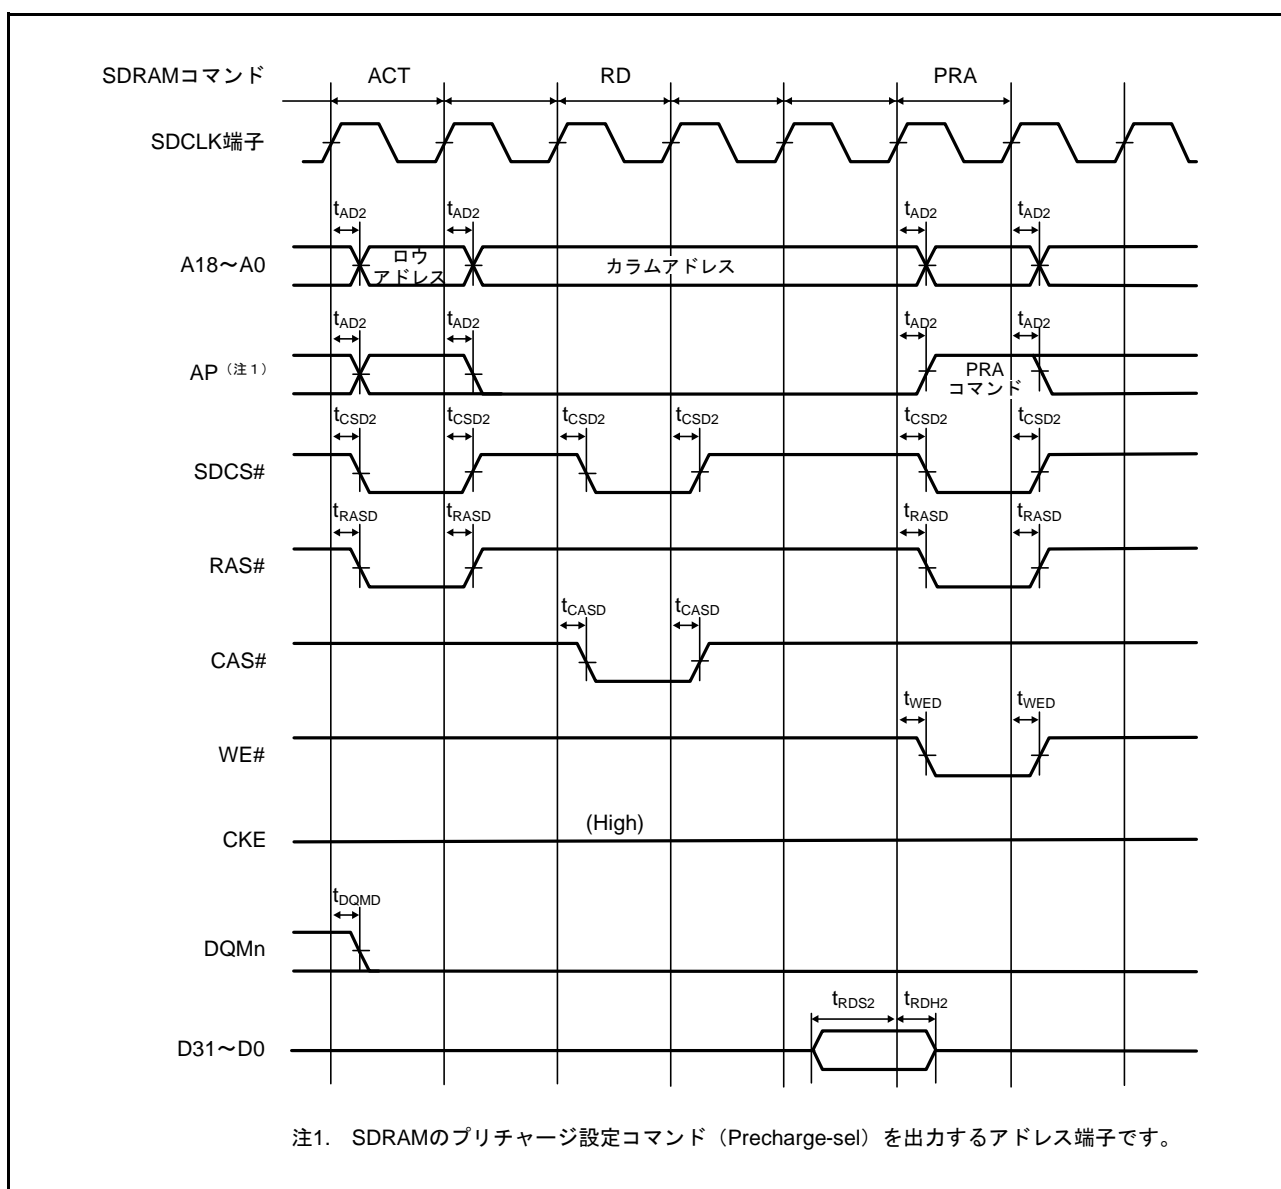 SDRAMコマンド ACT RD PRA
SDCLK端子
tAD2 tAD2 tAD2 tAD2
A18～A0 ロウ アドレス カラムアドレス
tAD2 tAD2 tAD2 tAD2
AP（注１） PRA コマンド
tCSD2 tCSD2 tCSD2 tCSD2 tCSD2 tCSD2
SDCS#
tRASD tRASD tRASD tRASD
RAS#
tCASD tCASD
CAS#
tWED tWED
WE#
(High)
CKE
tDQMD
DQMn
tRDS2 tRDH2
D31～D0
注1. SDRAMのプリチャージ設定コマンド（Precharge-sel）を出力するアドレス端子です。